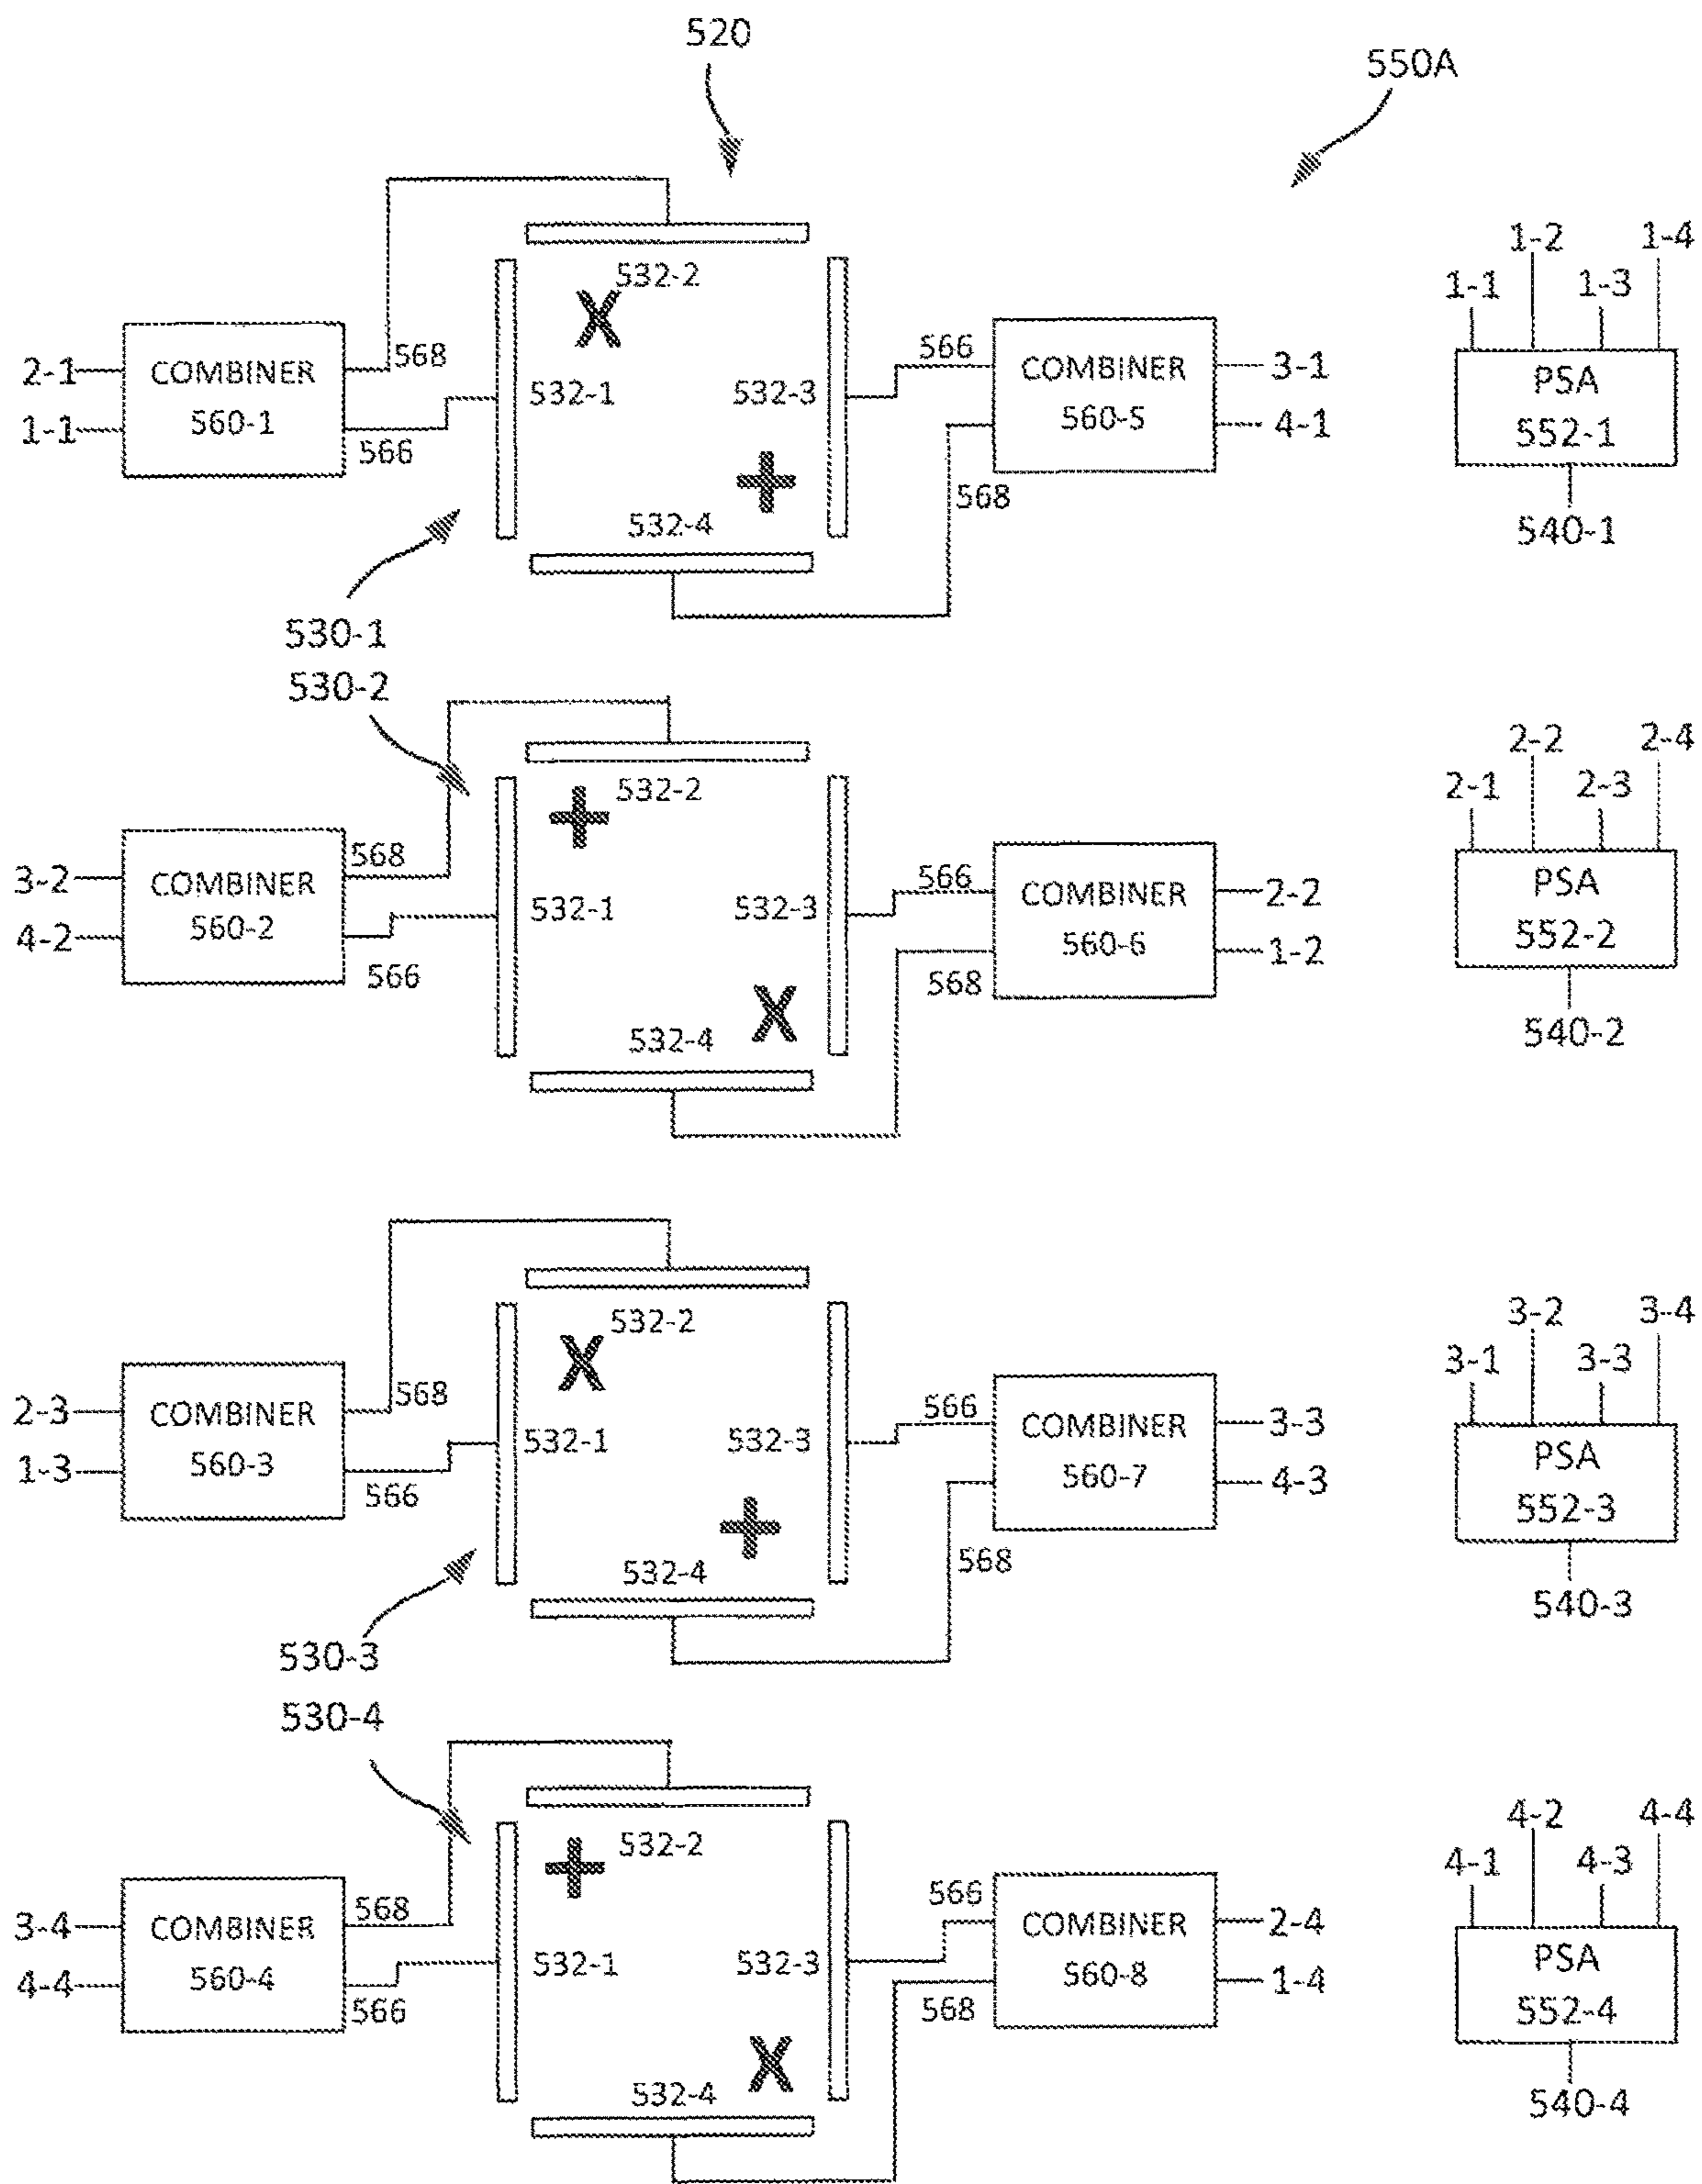 520
550A
1-2 1-4
1-1 1-3
532-2
X
2-1 COMBINER 560-1 568
1-1 566
532-1 532-3
566 COMBINER 560-5 3-1
568 4-1
PSA
552-1
+
532-4
540-1
530-1
530-2
2-2 2-4
2-1 2-3
532-2
+
3-2 COMBINER 560-2 568
4-2 566
532-1 532-3
566 COMBINER 560-6 2-2
568 1-2
PSA
552-2
X
532-4
540-2
3-2 3-4
3-1 3-3
532-2
X
2-3 COMBINER 560-3 568
1-3 566
532-1 532-3
566 COMBINER 560-7 3-3
568 4-3
PSA
552-3
+
532-4
540-3
530-3
530-4
4-2 4-4
4-1 4-3
532-2
+
3-4 COMBINER 560-4 568
4-4 566
532-1 532-3
566 COMBINER 560-8 2-4
568 1-4
PSA
552-4
X
532-4
540-4